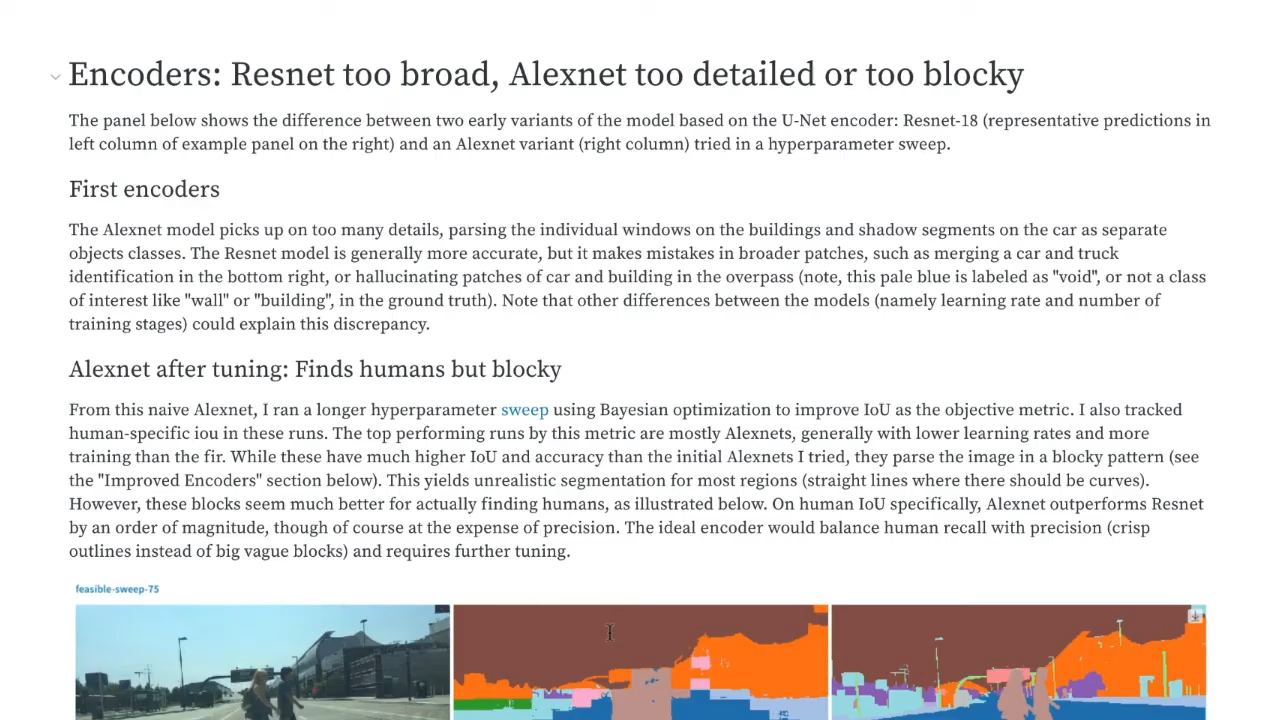 Encoders: Resnet too broad, Alexnet too detailed or too blocky
The panel below shows the difference between two early variants of the model based on the U-Net encoder: Resnet-18 (representative predictions in
left column of example panel on the right) and an Alexnet variant (right column) tried in a hyperparameter sweep.
First encoders
The Alexnet model picks up on too many details, parsing the individual windows on the buildings and shadow segments on the car as separate
objects classes. The Resnet model is generally more accurate, but it makes mistakes in broader patches, such as merging a car and truck
identification in the bottom right, or hallucinating patches of car and building in the overpass (note, this pale blue is labeled as "void", or not a class
of interest like "wall" or "building", in the ground truth). Note that other differences between the models (namely learning rate and number of
training stages) could explain this discrepancy.
Alexnet after tuning: Finds humans but blocky
From this naive Alexnet, I ran a longer hyperparameter sweep using Bayesian optimization to improve IoU as the objective metric. I also tracked
human-specific iou in these runs. The top performing runs by this metric are mostly Alexnets, generally with lower learning rates and more
training than the fir. While these have much higher IoU and accuracy than the initial Alexnets I tried, they parse the image in a blocky pattern (see
the "Improved Encoders" section below). This yields unrealistic segmentation for most regions (straight lines where there should be curves).
However, these blocks seem much better for actually finding humans, as illustrated below. On human IoU specifically, Alexnet outperforms Resnet
by an order of magnitude, though of course at the expense of precision. The ideal encoder would balance human recall with precision (crisp
outlines instead of big vague blocks) and requires further tuning.
feasible-sweep-75